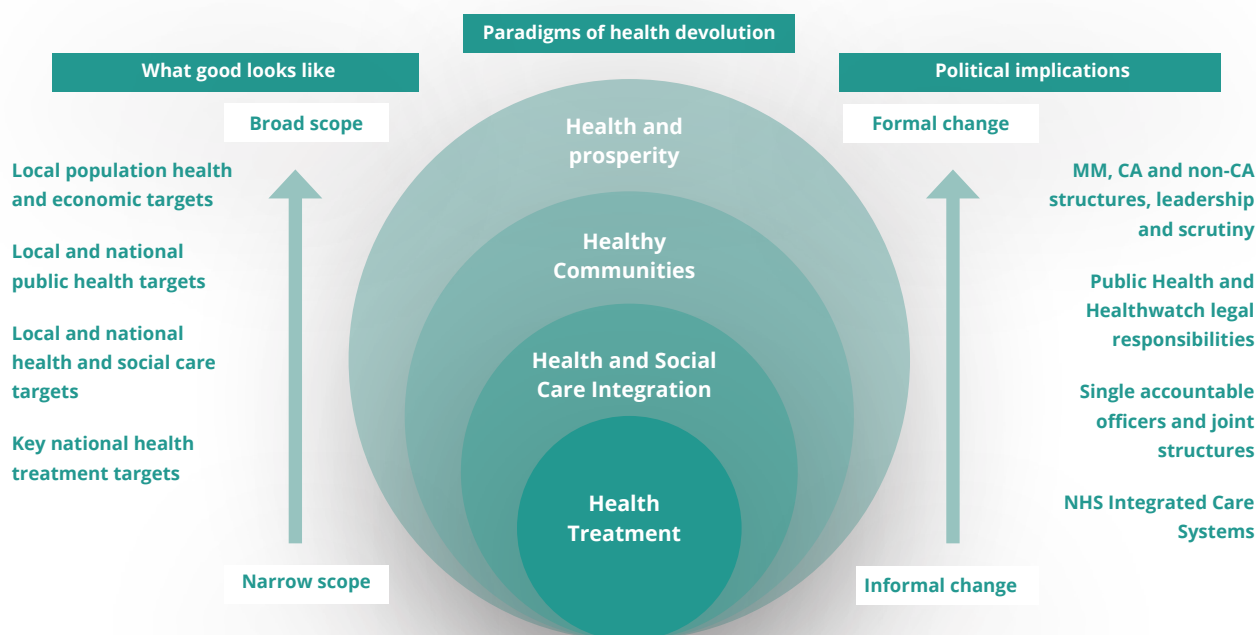 Paradigms of health devolution
What good looks like
Broad scope
Local population health
and economic targets
Local and national
public health targets
Local and national
health and social care
targets
Key national health
treatment targets
Narrow scope
Health and
prosperity
Healthy
Communities
Health and Social
Care Integration
Health
Treatment
Political implications
Formal change
MM, CA and non-CA
structures, leadership
and scrutiny
Public Health and
Healthwatch legal
responsibilities
Single accountable
officers and joint
structures
NHS Integrated Care
Systems
Informal change